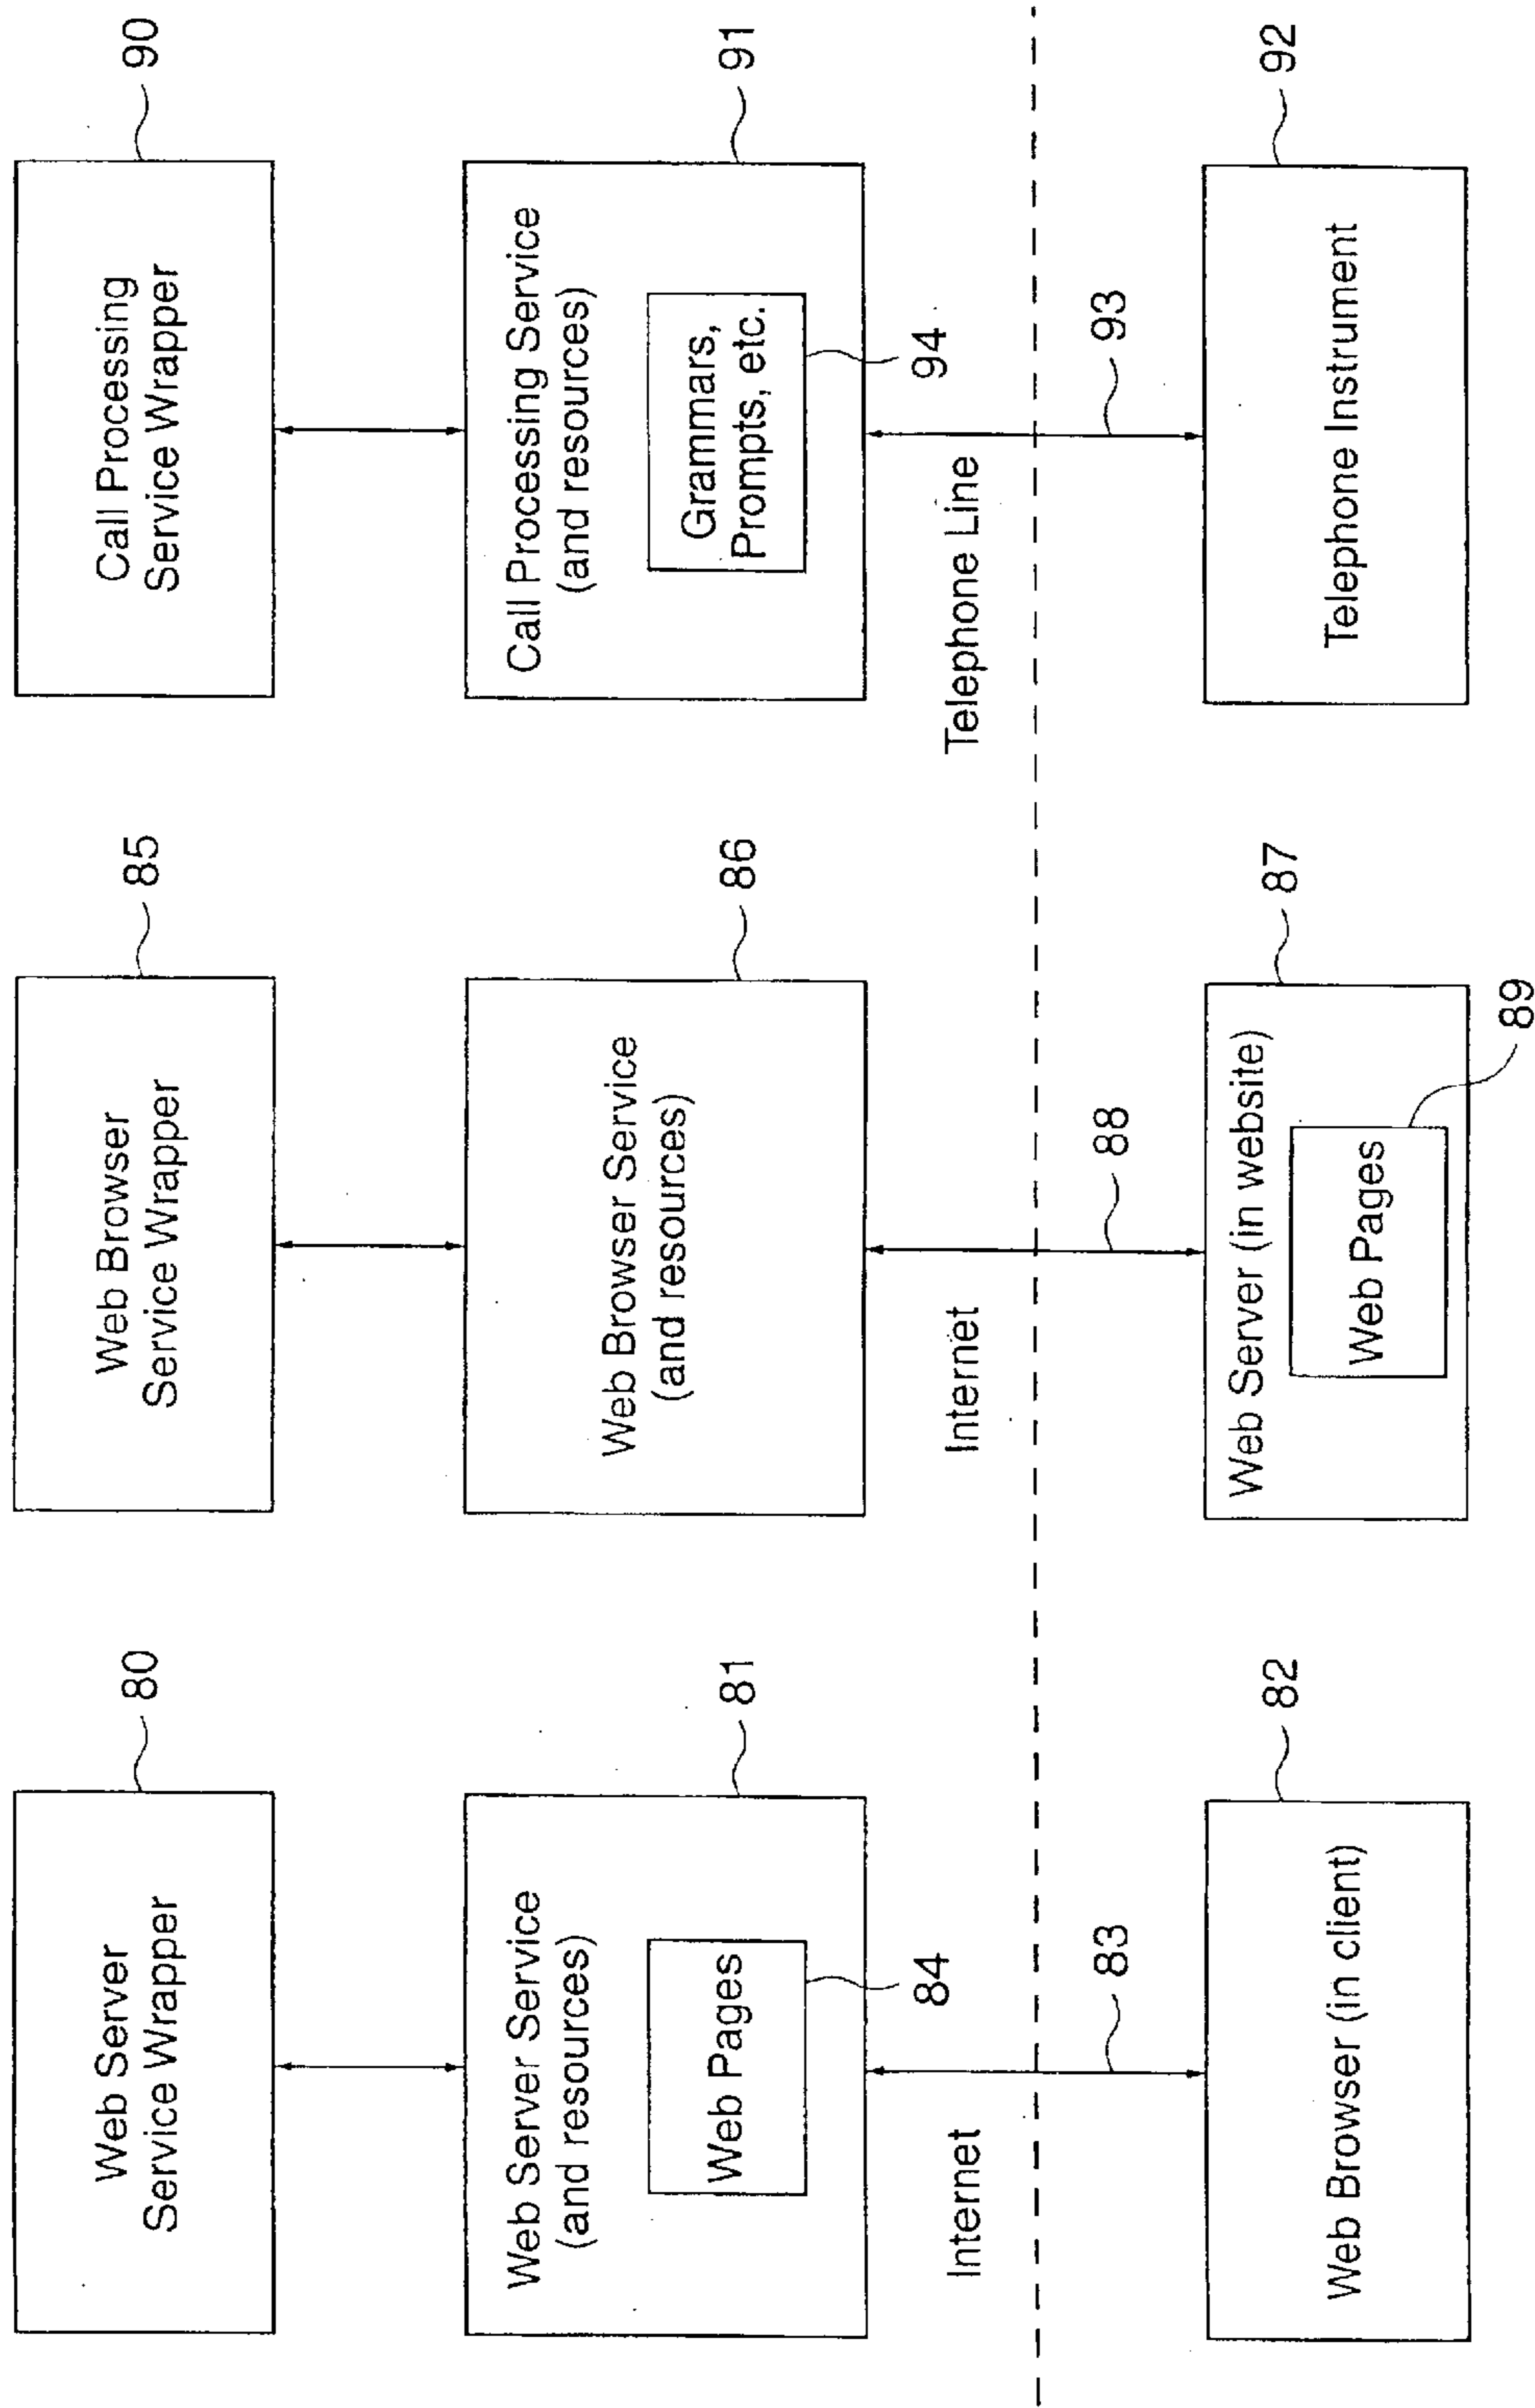 Web Server
Service Wrapper
80
Web Server Service
(and resources)
Web Pages
81
84
Internet
83
Web Browser (in client)
82
Web Browser
Service Wrapper
85
Web Browser Service
(and resources)
86
Internet
88
Web Server (in website)
Web Pages
87
89
Call Processing
Service Wrapper
90
Call Processing Service
(and resources)
Grammars,
Prompts, etc.
91
94
Telephone Line
93
Telephone Instrument
92